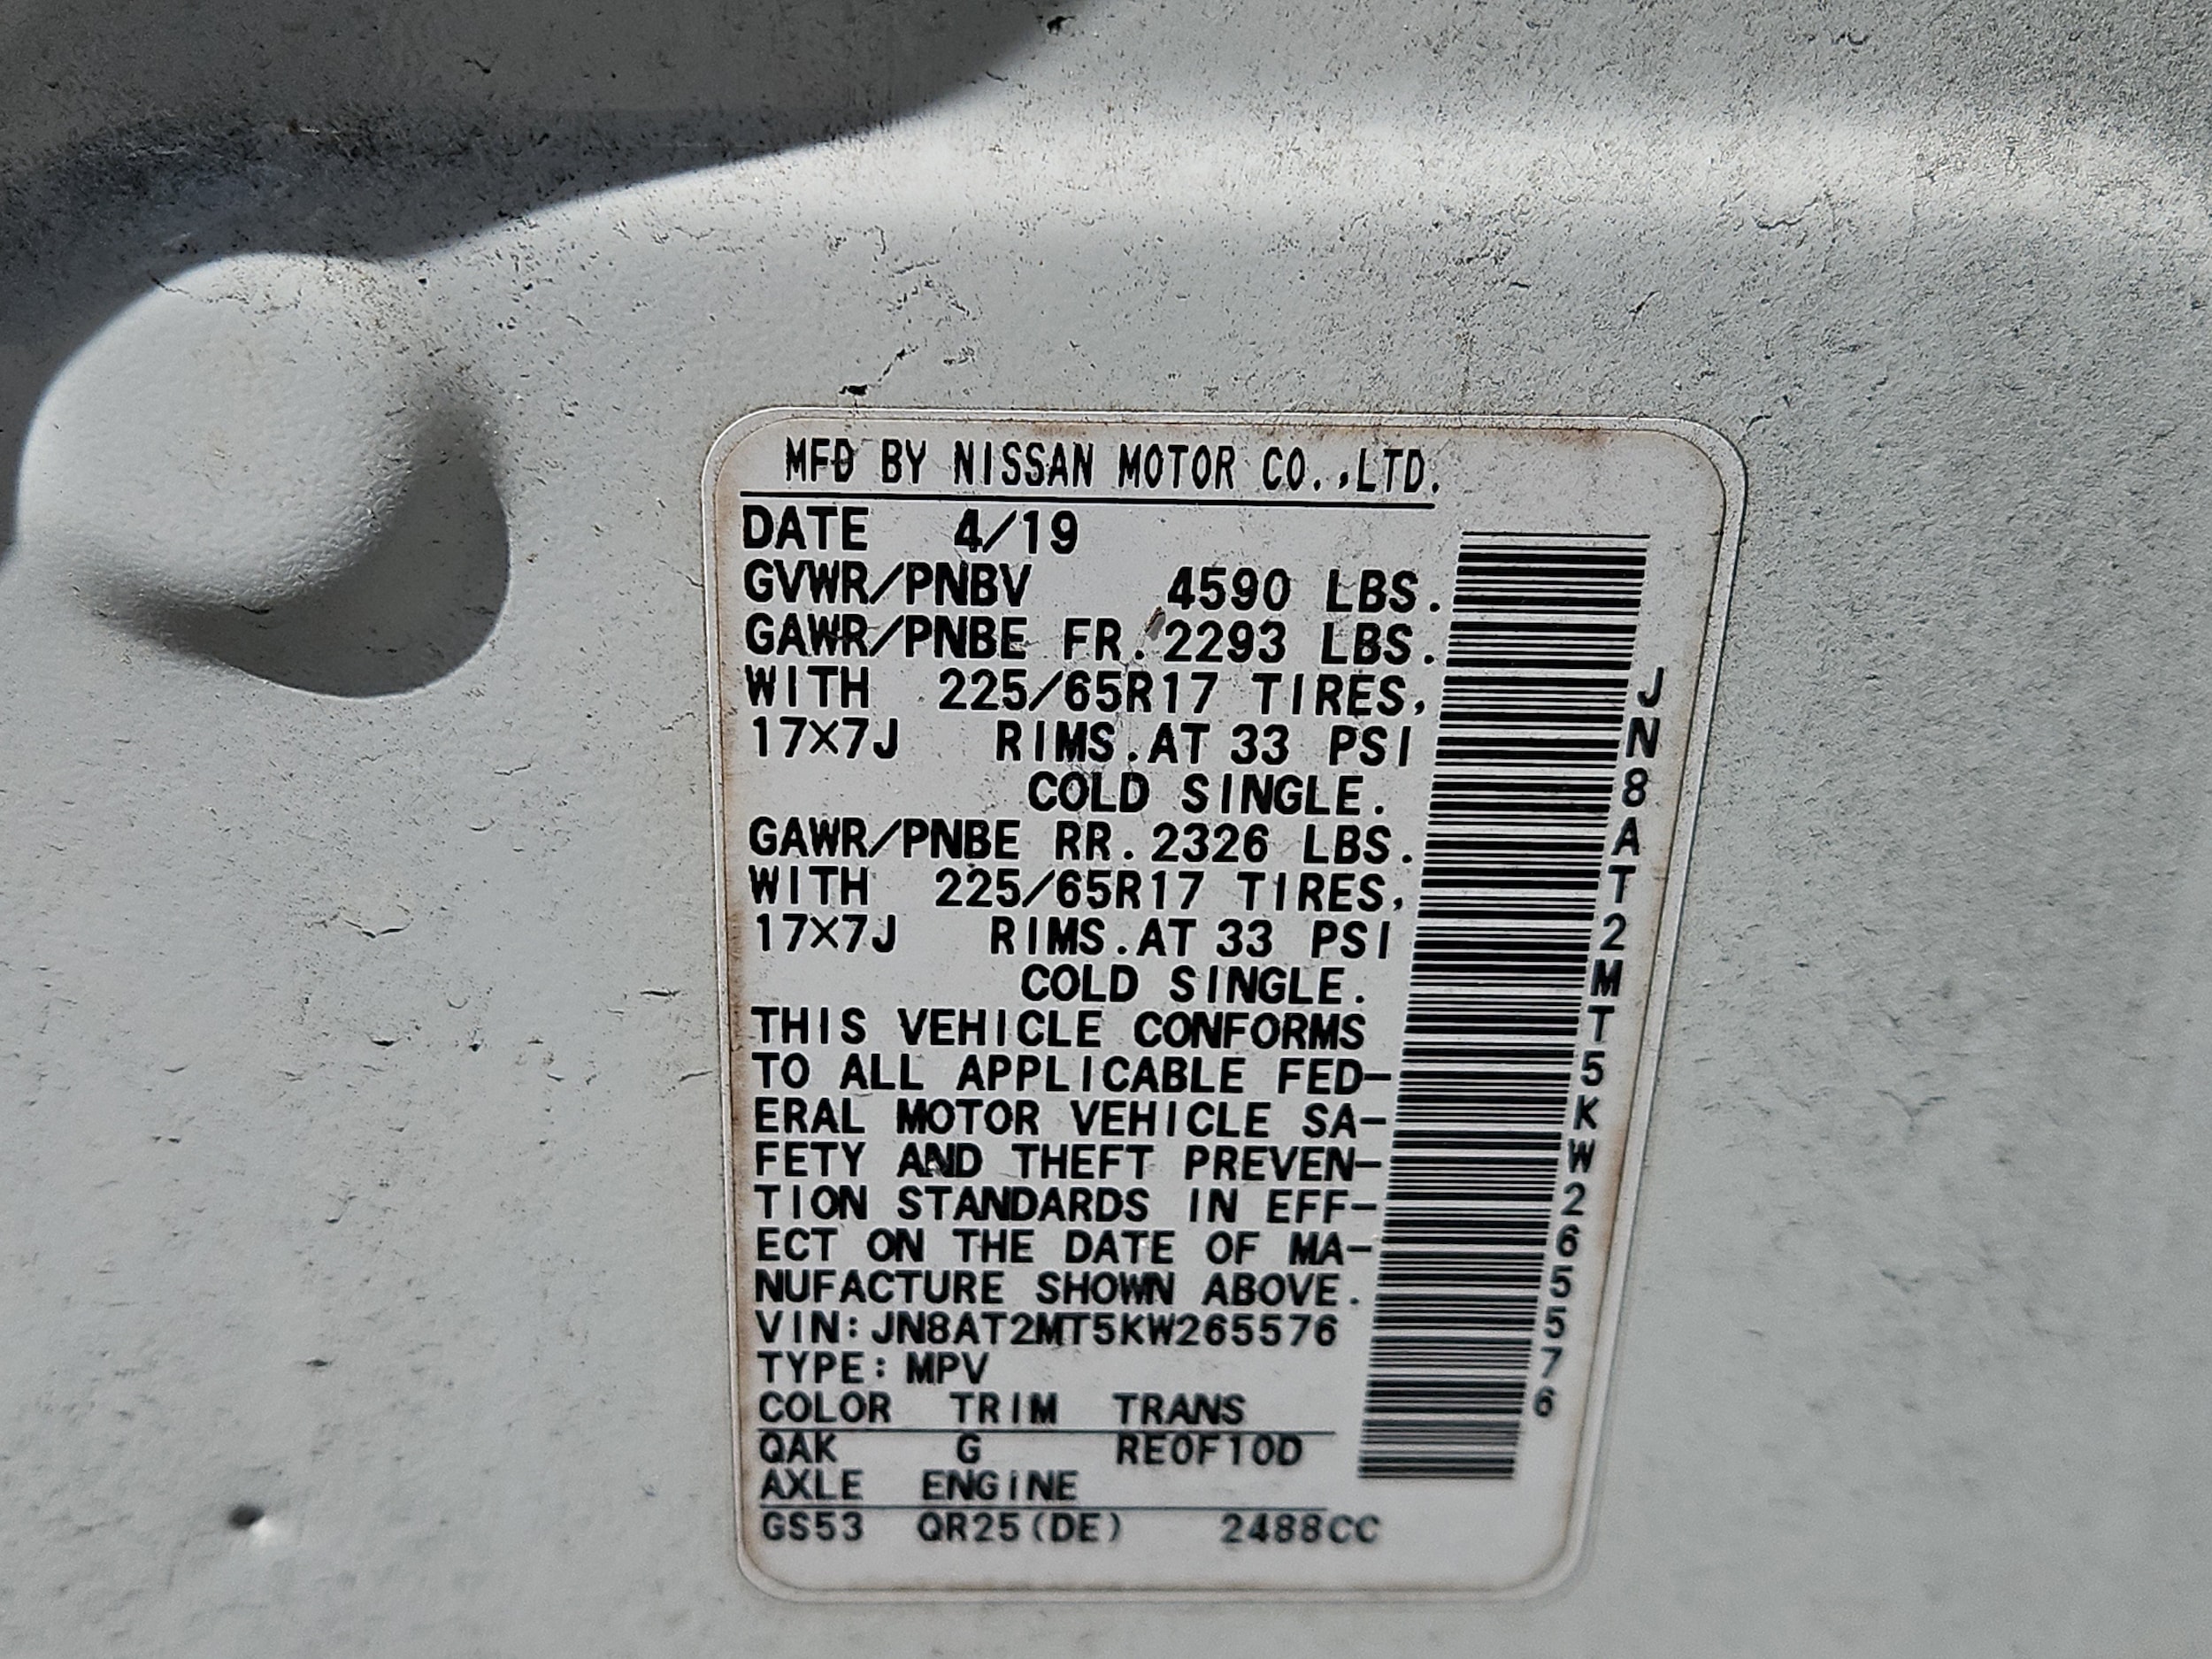 MFD BY NISSAN MOTOR CO.,LTD.
DATE 4/19
GVWR/PNBV 4590 LBS.
GAWR/PNBE FR.2293 LBS.
WITH 225/65R17 TIRES,
17×7J RIMS.AT 33 PSI
COLD SINGLE.
GAWR/PNBE RR.2326 LBS.
WITH 225/65R17 TIRES,
17×7J RIMS.AT 33 PSI
COLD SINGLE.
THIS VEHICLE CONFORMS
TO ALL APPLICABLE FED-
ERAL MOTOR VEHICLE SA-
FETY AND THEFT PREVEN-
TION STANDARDS IN EFF-
ECT ON THE DATE OF MA-
NUFACTURE SHOWN ABOVE.
VIN:JN8AT2MT5KW265576
TYPE:MPV
COLOR TRIM TRANS
QAK G RE0F10D
AXLE ENGINE
GS53 QR25(DE) 2488CC
JN8AT2MT5KW265576